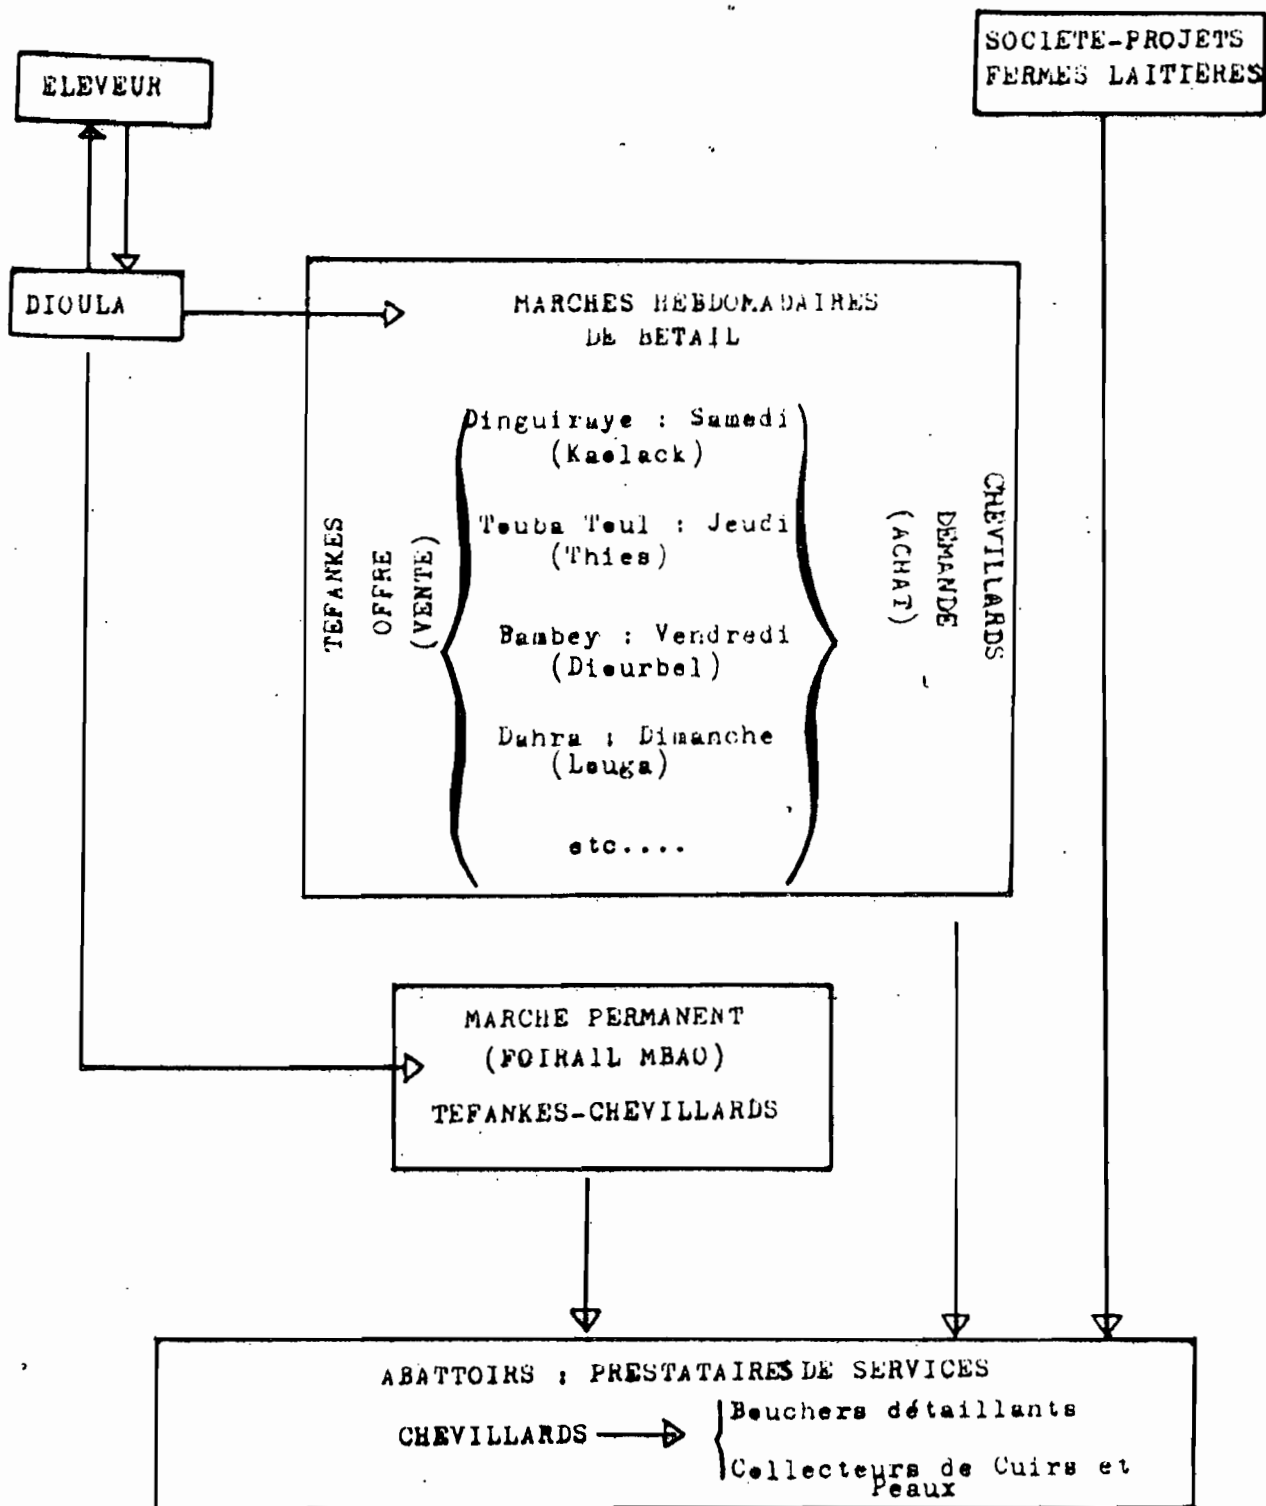 SOCIETE-PROJETS
FERMES LAITIERES
ELEVEUR
DIOULA
MARCHES HEBDOMADAIRES
DE BETAIL
Dinguiraye : Samedi
(Kaolack)
Touba Toul : Jeudi
(Thies)
Bambey : Vendredi
(Diourbel)
Dahra : Dimanche
(Louga)
etc....
TEFANKES
OFFRE
(VENTE)
CHEVILLARDS
DEMANDE
(ACHAT)
MARCHE PERMANENT
(FOIRAIL MBAO)
TEFANKES-CHEVILLARDS
ABATTOIRS : PRESTATAIRES DE SERVICES
CHEVILLARDS
Bouchers détaillants
Collecteurs de Cuirs et
Peaux